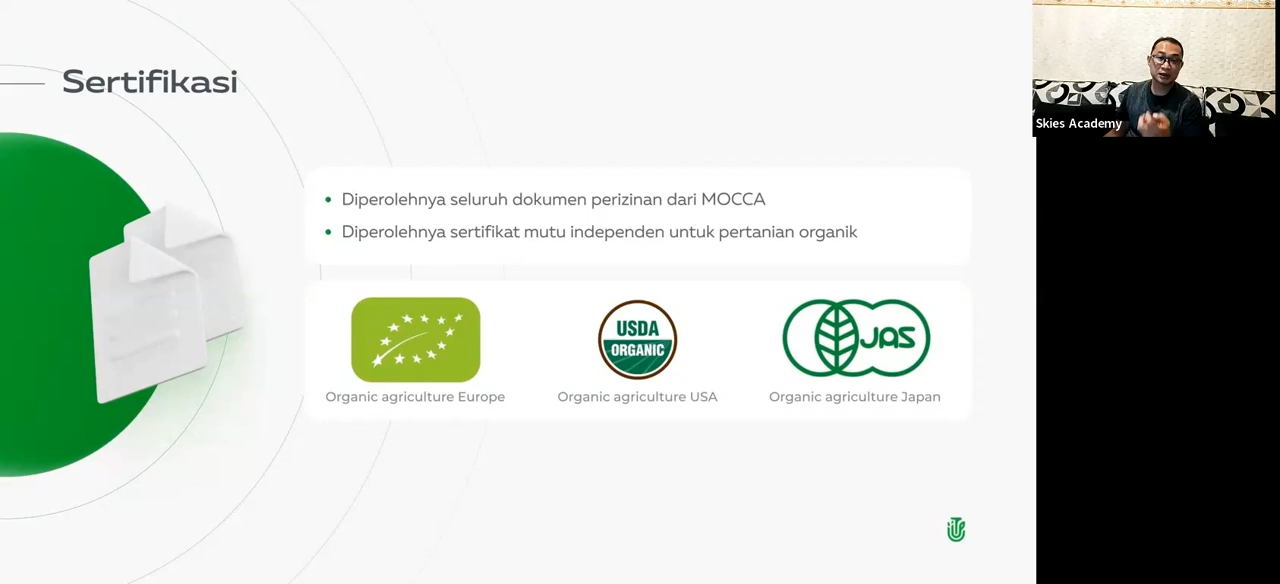 Sertifikasi
Skies Academy
Diperolehnya seluruh dokumen perizinan dari MOCCA
Diperolehnya sertifikat mutu independen untuk pertanian organik
USDA
ORGANIC
JAS
Organic agriculture Europe
Organic agriculture USA
Organic agriculture Japan